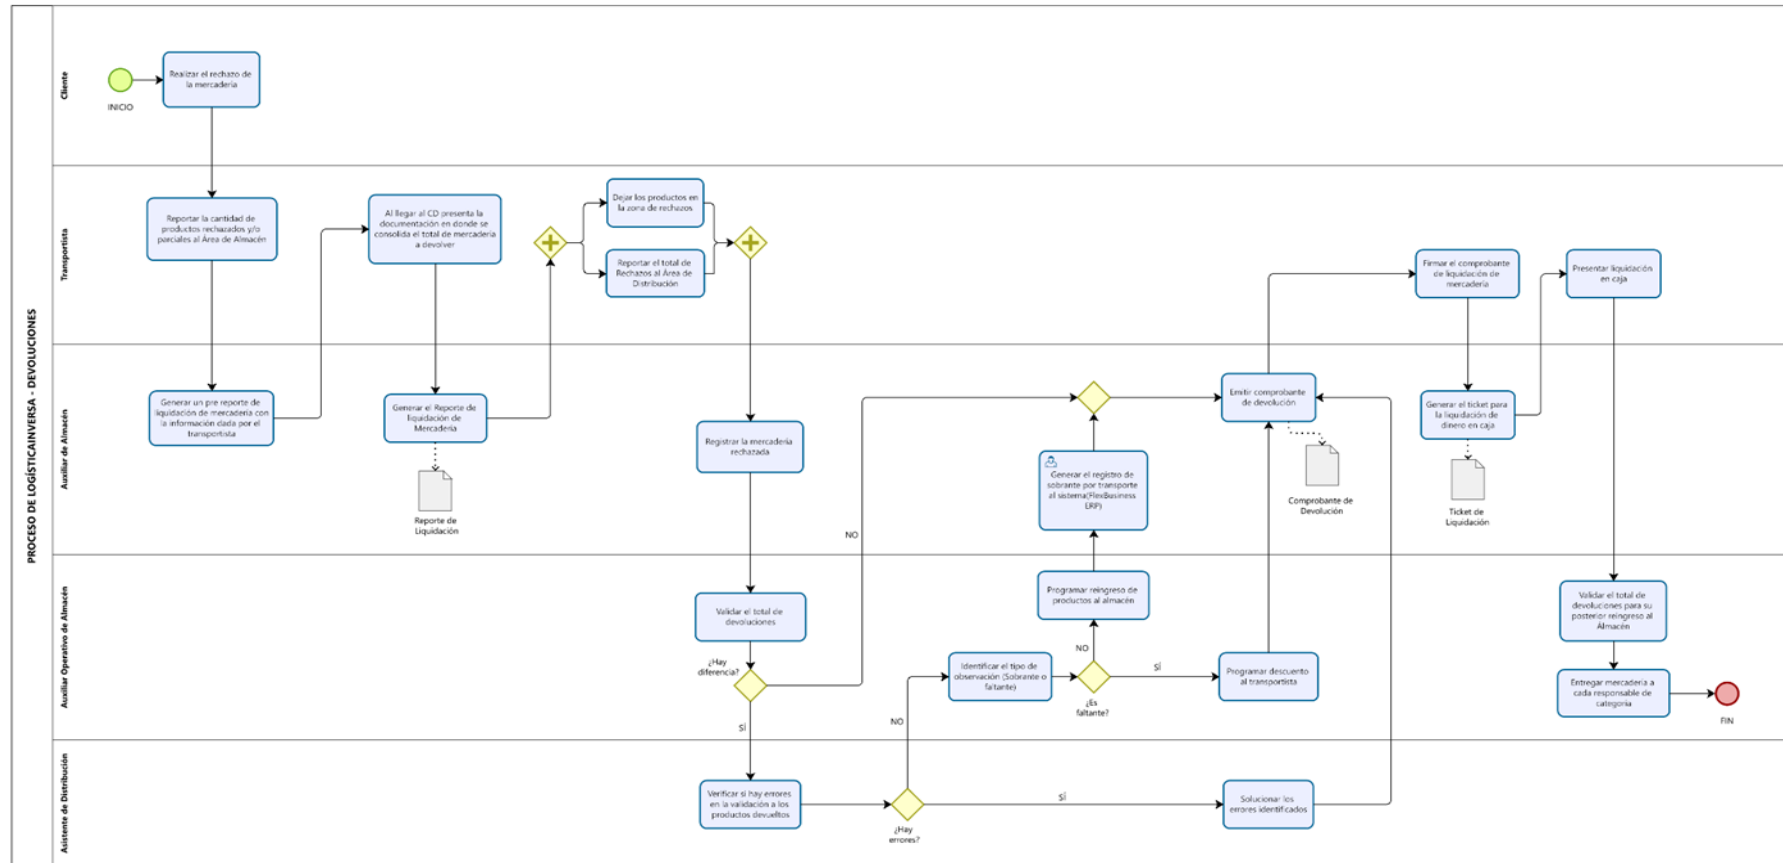 PROCESO DE LOGÍSTICAINVERSA - DEVOLUCIONES
Cliente
INICIO
Realizar el rechazo de
la mercadería
Transportista
Reportar la cantidad de
productos rechazados y/o
parciales al Área de Almacén
Al llegar al CD presenta la
documentación en donde se
consolida el total de mercadería
a devolver
Dejar los productos en
la zona de rechazos
Reportar el total de
Rechazos al Área de
Distribución
Firmar el comprobante
de liquidación de
mercadería
Presentar liquidación
en caja
Auxiliar de Almacén
Generar un pre reporte de
liquidación de mercadería con
la información dada por el
transportista
Generar el Reporte de
liquidación de
Mercadería
Reporte de
Liquidación
Registrar la mercadería
rechazada
NO
Generar el registro de
sobrante por transporte
al sistema(FlexBusiness
ERP)
Emitir comprobante
de devolución
Comprobante de
Devolución
Generar el ticket para
la liquidación de
dinero en caja
Ticket de
Liquidación
Auxiliar Operativo de Almacén
Validar el total de
devoluciones
¿Hay
diferencia?
SÍ
NO
Identificar el tipo de
observación (Sobrante o
faltante)
Programar reingreso de
productos al almacén
NO
¿Es
faltante?
SÍ
Programar descuento
al transportista
Validar el total de
devoluciones para su
posterior reingreso al
Álmacén
Entregar mercadería a
cada responsable de
categoría
FIN
Asistente de Distribución
Verificar si hay errores
en la validación a los
productos devueltos
¿Hay
errores?
SÍ
Solucionar los
errores identificados